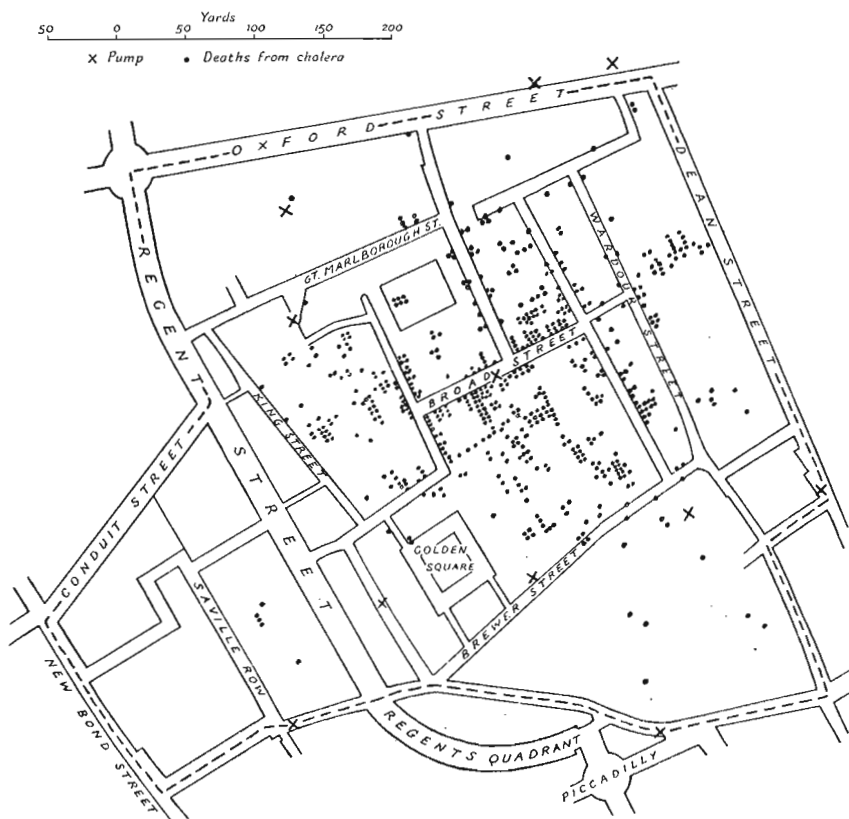 Yards
50 0 50 100 150 200
× Pump • Deaths from cholera
OXFORD STREET
DEAN STREET
REGENT STREET
GT. MARLBOROUGH ST.
WARDOUR STREET
BROAD STREET
KING STREET
CONDUIT STREET
GOLDEN
SQUARE
SAVILLE ROW
BREWER STREET
NEW BOND STREET
REGENTS QUADRANT
PICCADILLY